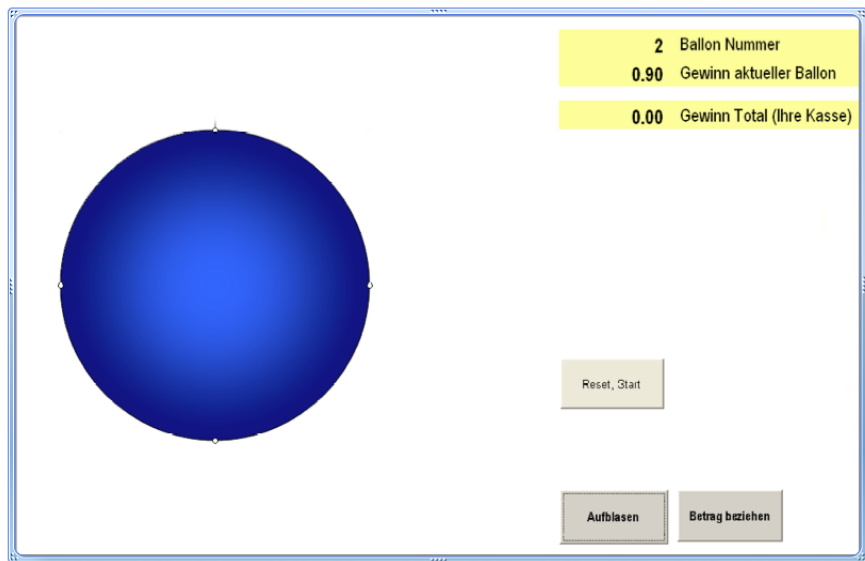 2 Ballon Nummer
0.90 Gewinn aktueller Ballon
0.00 Gewinn Total (Ihre Kasse)
Reset, Start
Aufblasen Betrag beziehen